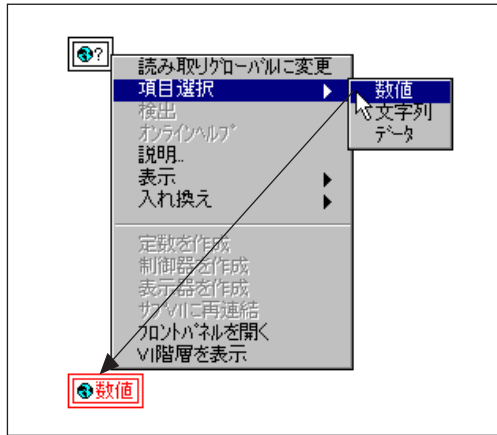 ?
読み取りグローバルに変更
項目選択
検出
オンラインヘルプ
説明..
表示
入れ換え
定数を作成
制御器を作成
表示器を作成
サブVIに再連結
フロントパネルを開く
VI階層を表示
数値
文字列
データ
数値